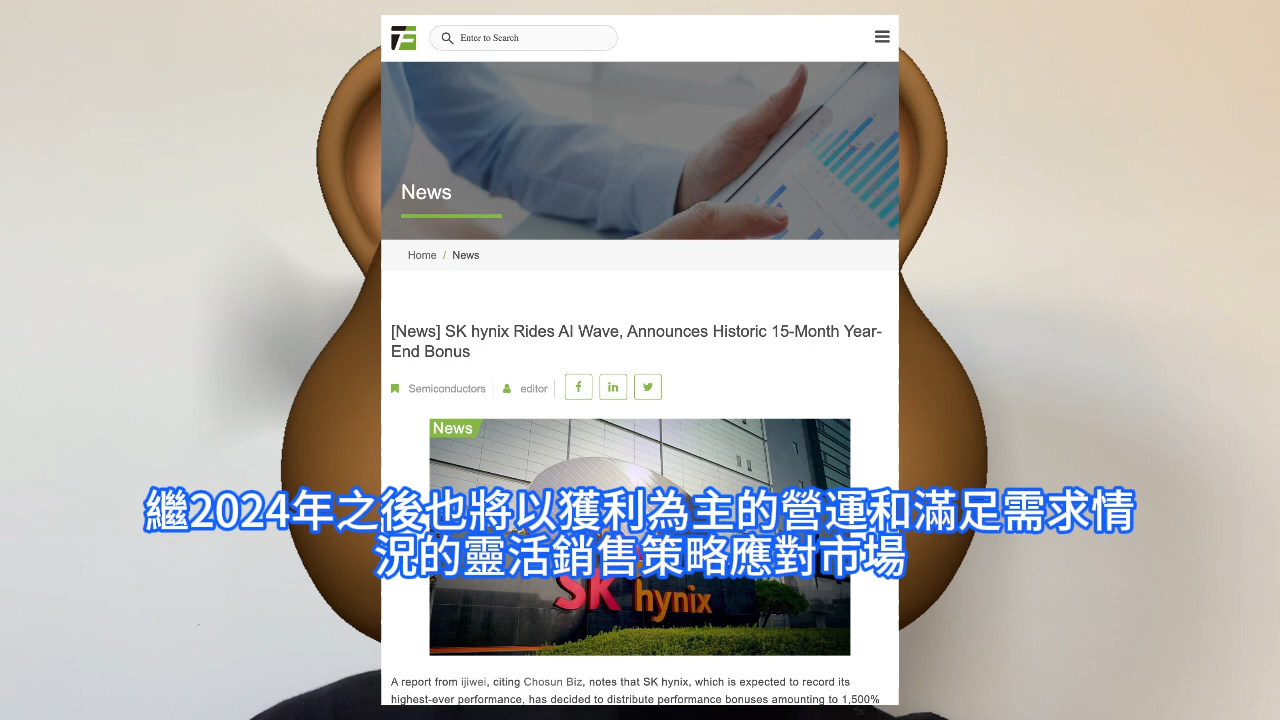 Enter to Search
News
Home / News
[News] SK hynix Rides AI Wave, Announces Historic 15-Month Year-
End Bonus
Semiconductors
editor
News
繼2024年之後也將以獲利為主的營運和滿足需求情
況的靈活銷售策略應對市場
SK hynix
A report from ijiwei, citing Chosun Biz, notes that SK hynix, which is expected to record its
highest-ever performance, has decided to distribute performance bonuses amounting to 1,500%